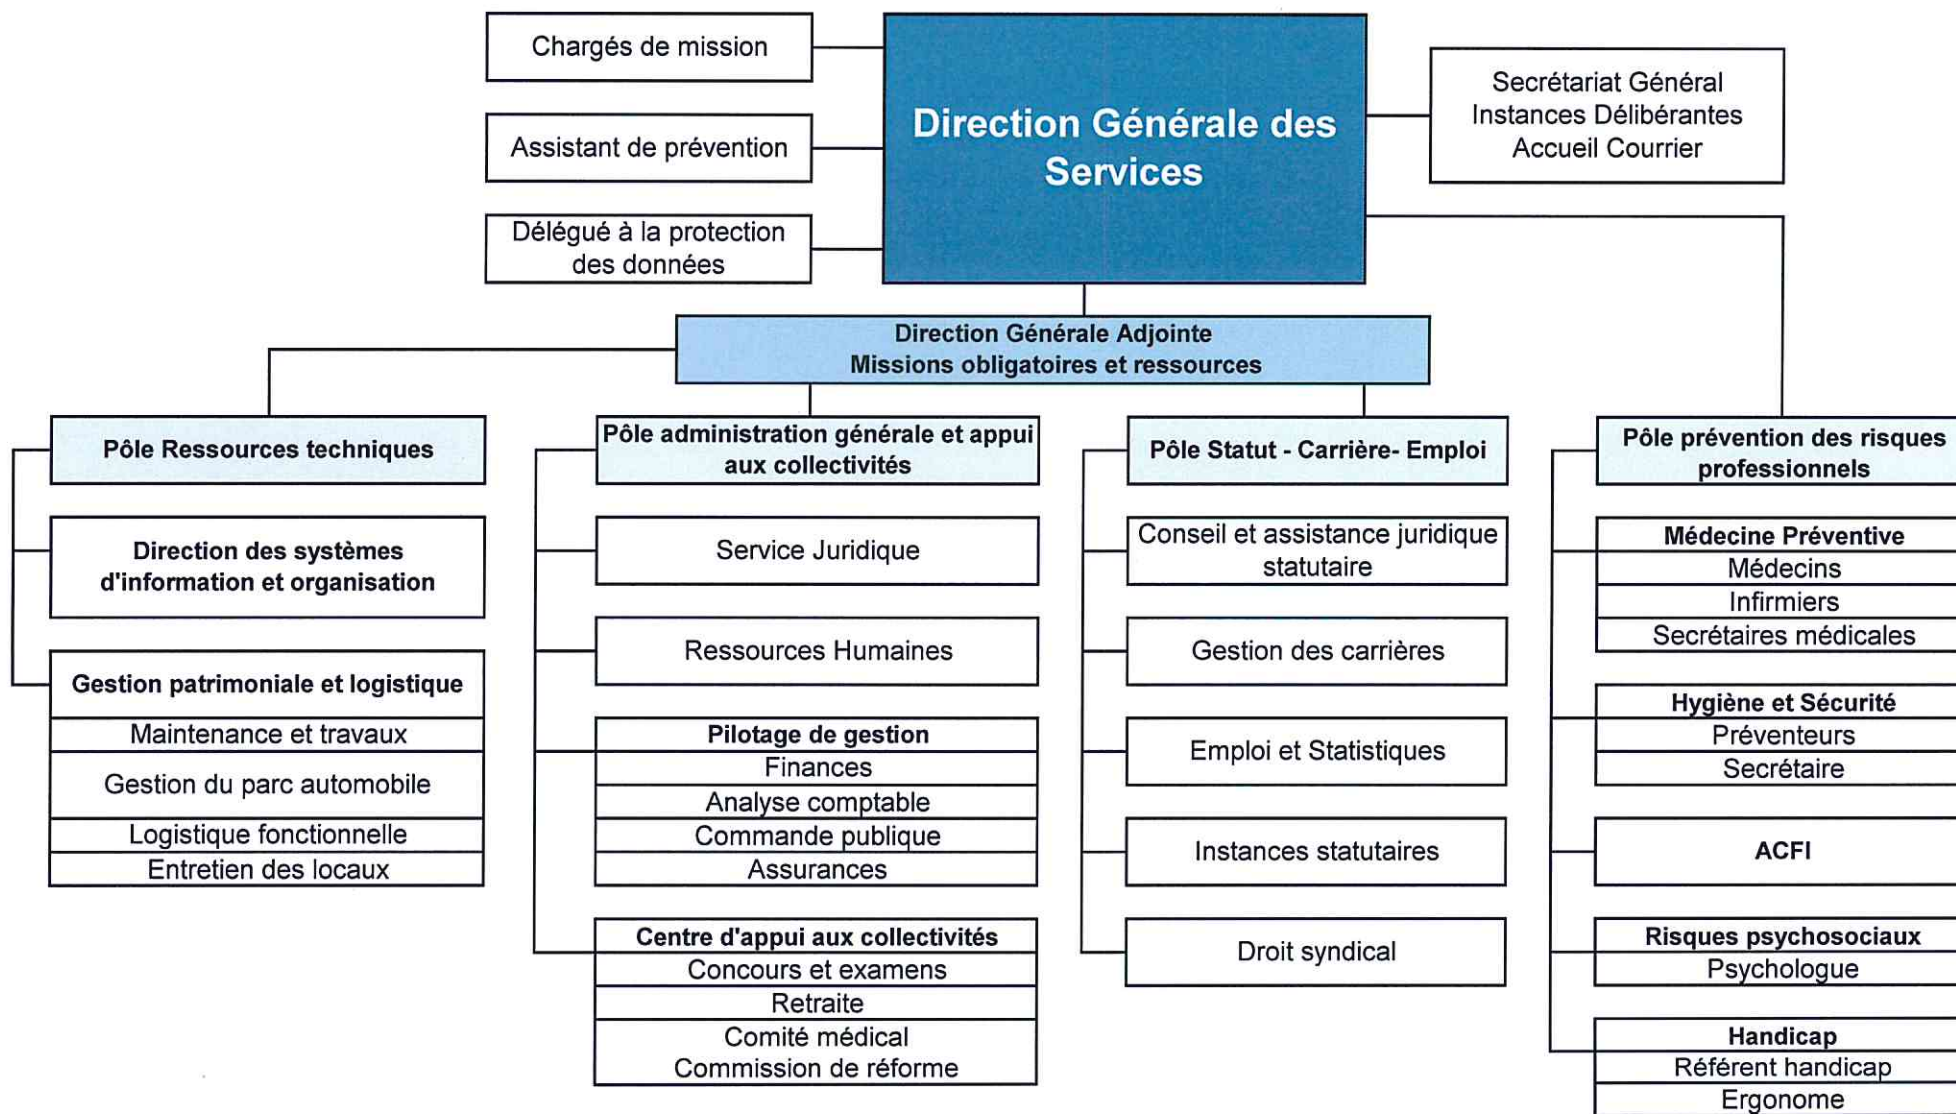 Chargés de mission
Assistant de prévention
Délégué à la protection
des données
Direction Générale des
Services
Secrétariat Général
Instances Délibérantes
Accueil Courrier
Direction Générale Adjointe
Missions obligatoires et ressources
Pôle Ressources techniques
Direction des systèmes
d'information et organisation
Gestion patrimoniale et logistique
Maintenance et travaux
Gestion du parc automobile
Logistique fonctionnelle
Entretien des locaux
Pôle administration générale et appui
aux collectivités
Service Juridique
Ressources Humaines
Pilotage de gestion
Finances
Analyse comptable
Commande publique
Assurances
Centre d'appui aux collectivités
Concours et examens
Retraite
Comité médical
Commission de réforme
Pôle Statut - Carrière- Emploi
Conseil et assistance juridique
statutaire
Gestion des carrières
Emploi et Statistiques
Instances statutaires
Droit syndical
Pôle prévention des risques
professionnels
Médecine Préventive
Médecins
Infirmiers
Secrétaires médicales
Hygiène et Sécurité
Préventeurs
Secrétaire
ACFI
Risques psychosociaux
Psychologue
Handicap
Référent handicap
Ergonome